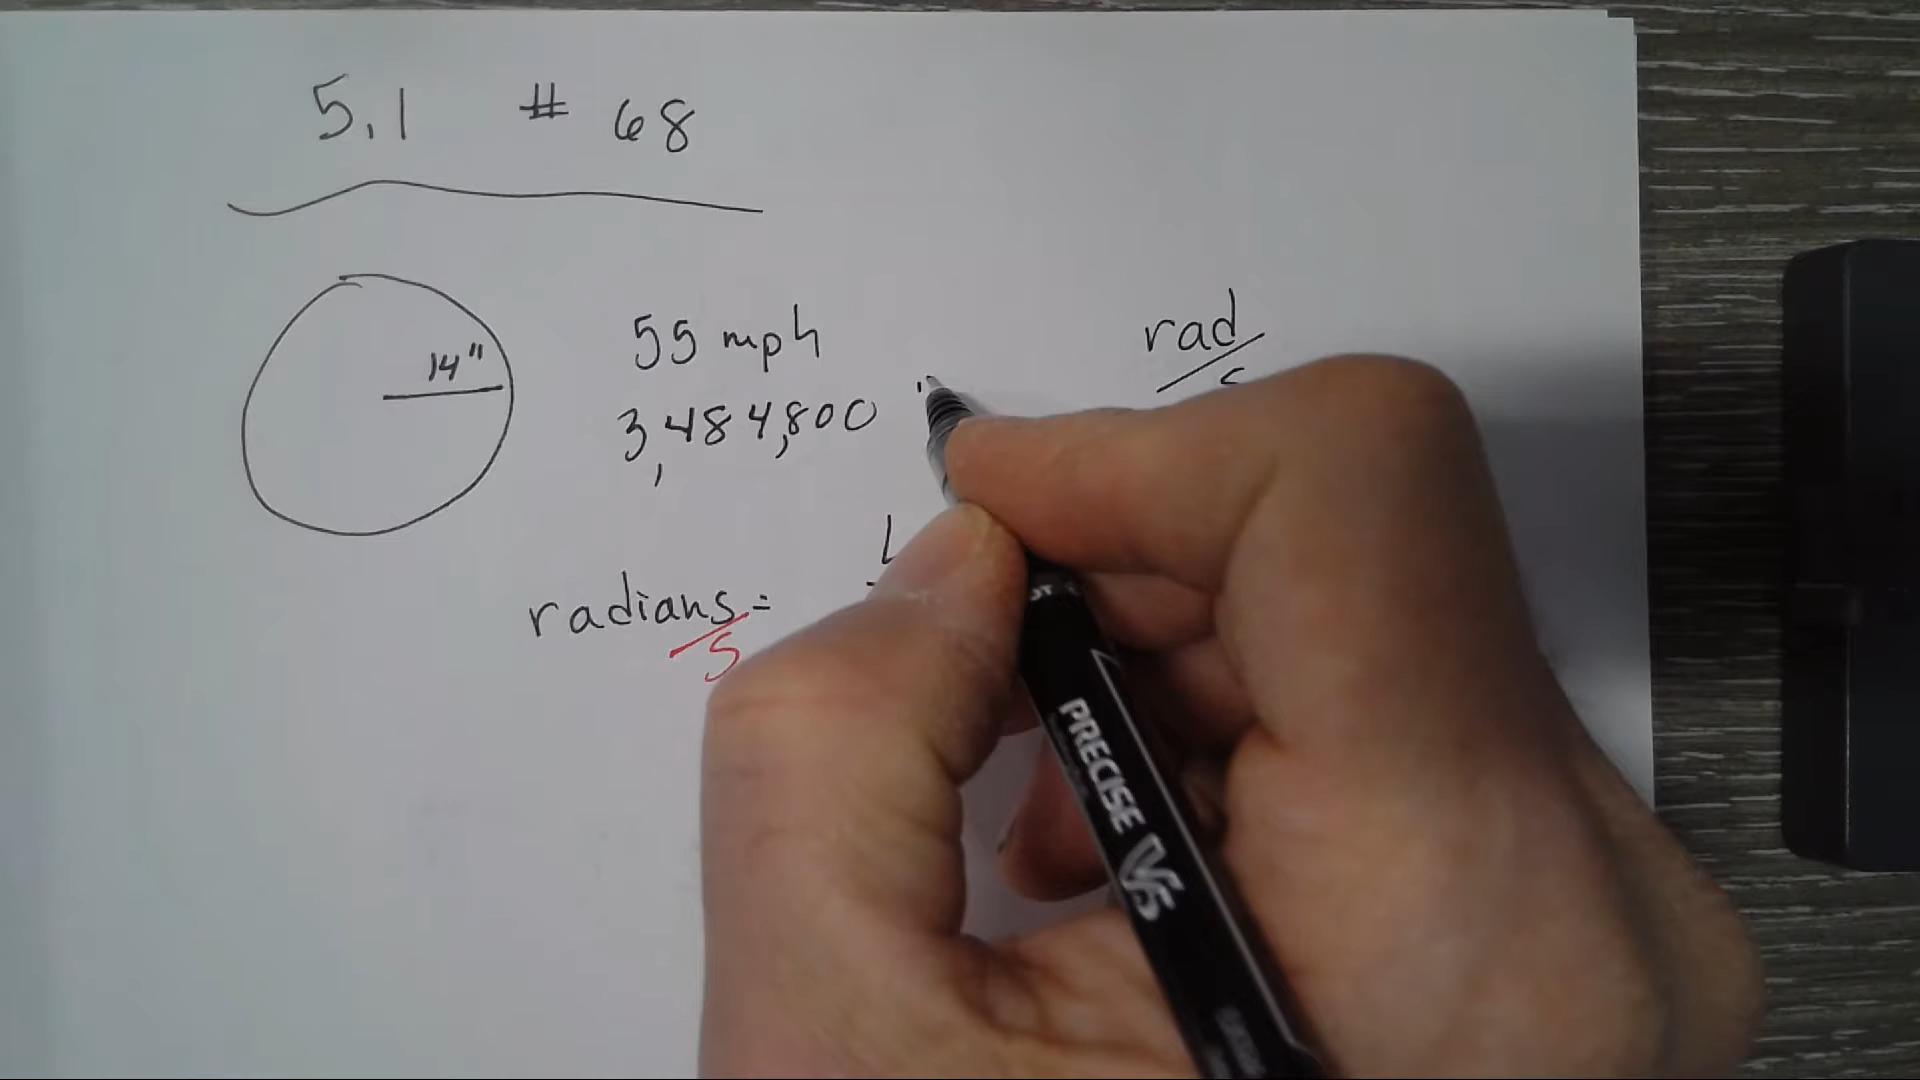 5.1 # 68
14"
55 mph
rad/s
3,484,800
radians/s =
PRECISE V5